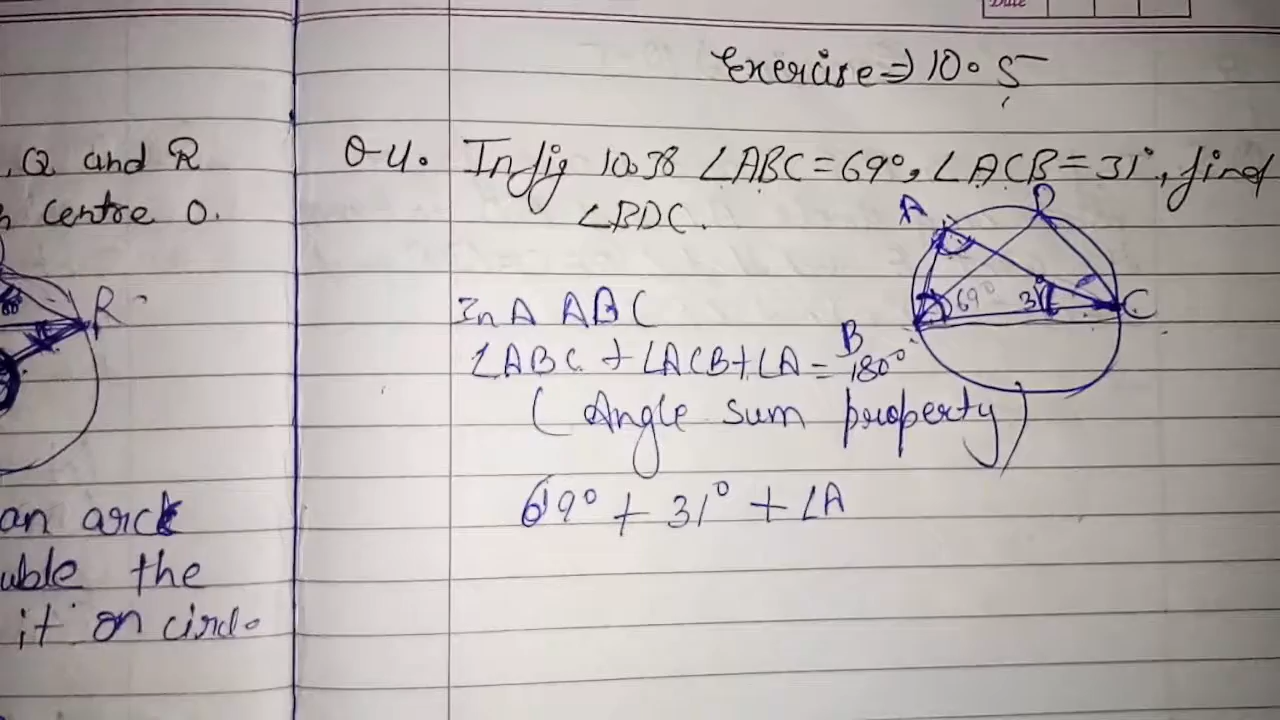 Date
Exercise ⇒ 10.5
, Q and R
centre O.
R
an arc
uble the
it on circle
Q-4. In fig 10.38 ∠ABC = 69°, ∠ACB = 31°, find
∠BDC.
A
D
69°
31
B
C
In Δ ABC
∠ABC + ∠ACB + ∠A = 180°
(Angle sum property)
69° + 31° + ∠A